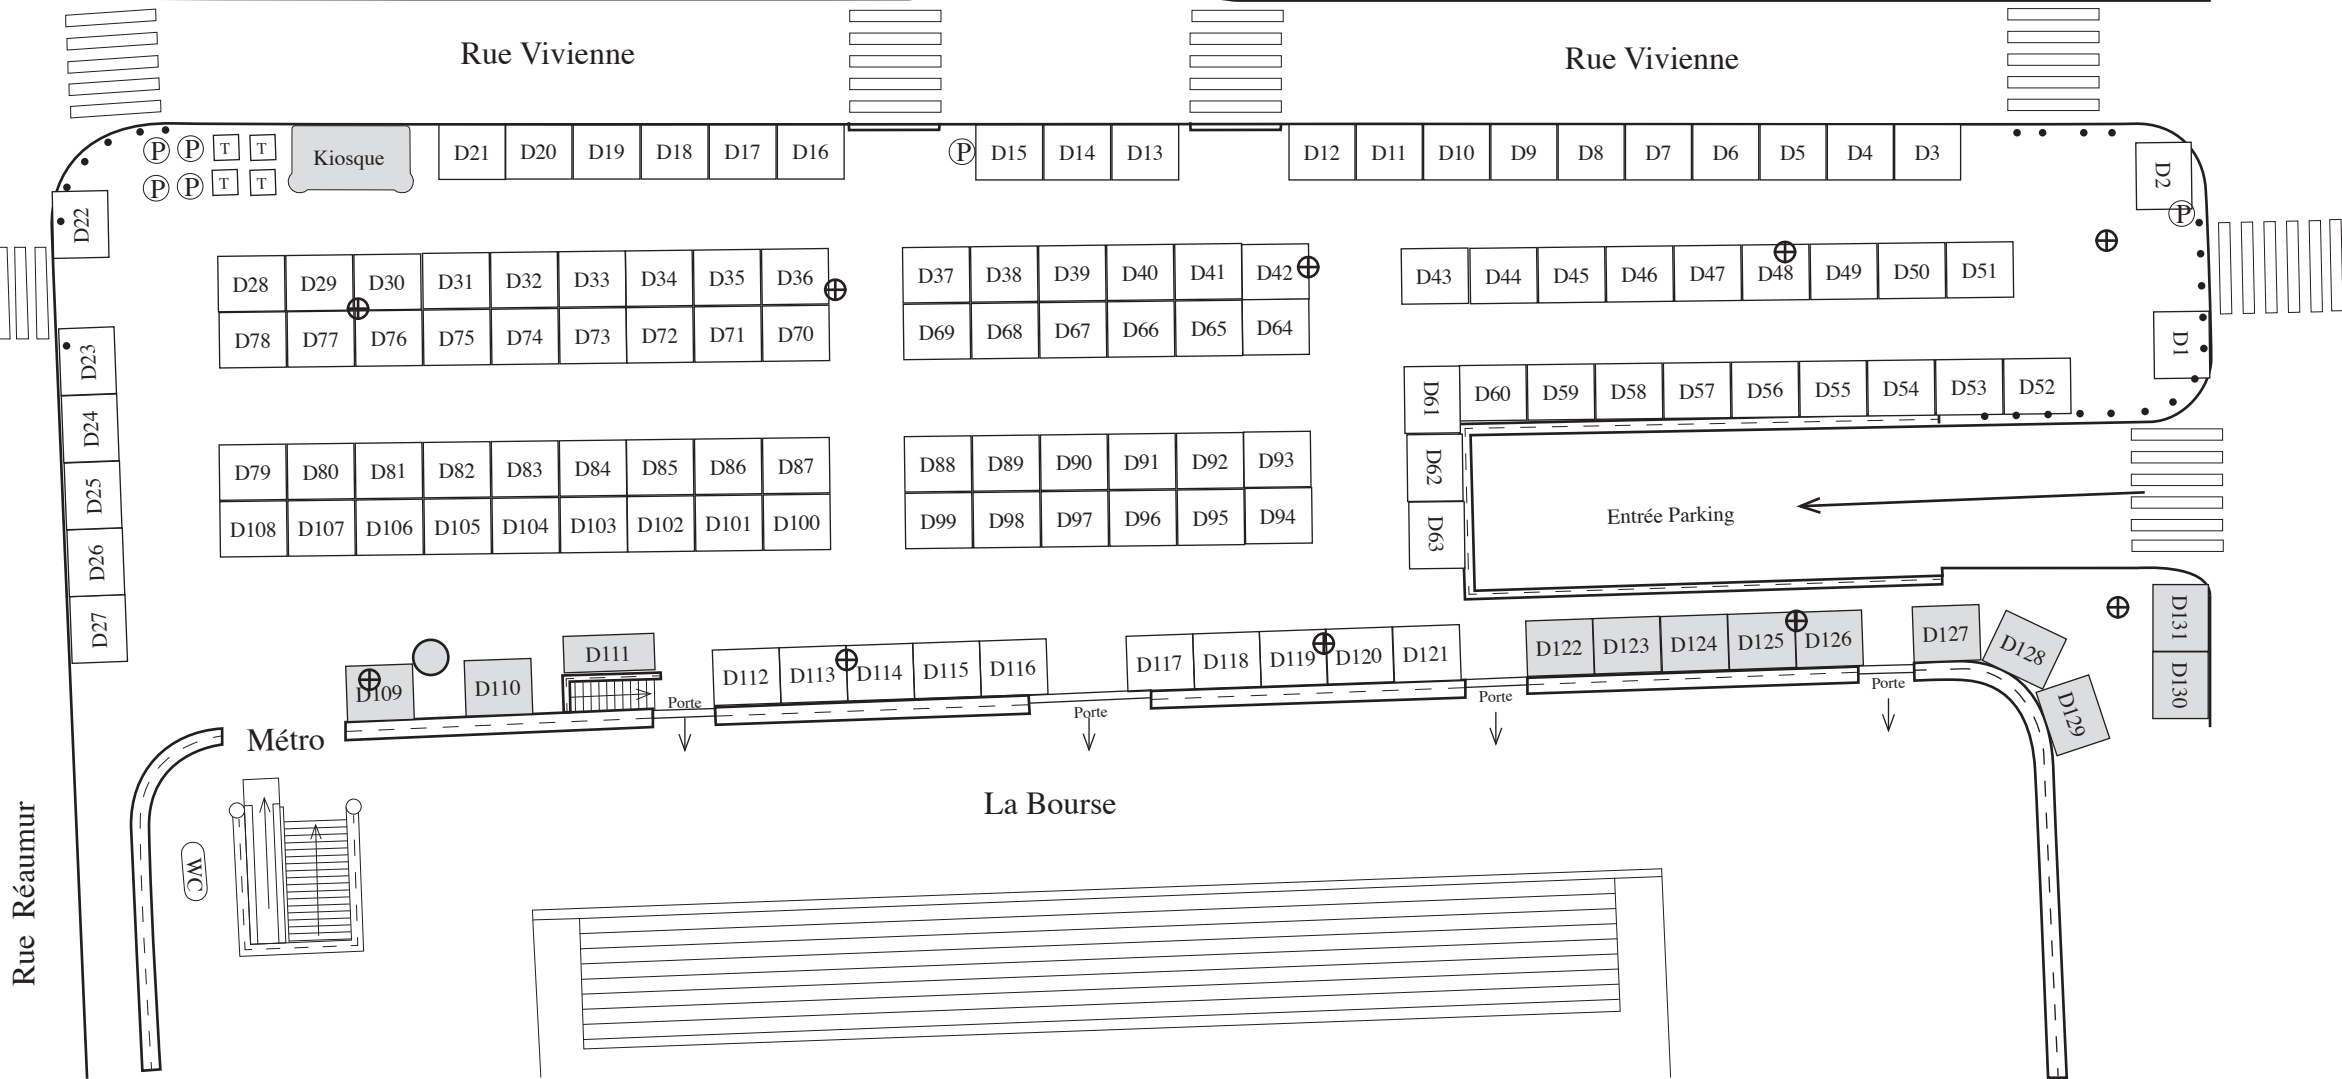 Rue Vivienne
Rue Vivienne
P P T T
P P T T
Kiosque
D21 D20 D19 D18 D17 D16
P D15 D14 D13
D12 D11 D10 D9 D8 D7 D6 D5 D4 D3
D2
P
D22
D28 D29 D30 D31 D32 D33 D34 D35 D36
D37 D38 D39 D40 D41 D42
D43 D44 D45 D46 D47 D48 D49 D50 D51
D78 D77 D76 D75 D74 D73 D72 D71 D70
D69 D68 D67 D66 D65 D64
D1
D23
D24
D25
D26
D27
D61
D62
D63
D60 D59 D58 D57 D56 D55 D54 D53 D52
D79 D80 D81 D82 D83 D84 D85 D86 D87
D88 D89 D90 D91 D92 D93
D108 D107 D106 D105 D104 D103 D102 D101 D100
D99 D98 D97 D96 D95 D94
Entrée Parking
D109 D110 D111
D112 D113 D114 D115 D116
D117 D118 D119 D120 D121
D122 D123 D124 D125 D126
D127 D128 D129
D131
D130
Porte
Porte
Porte
Porte
Métro
La Bourse
WC
Rue Réaumur